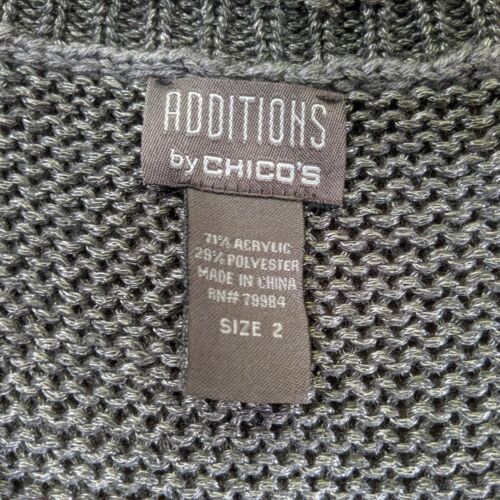 ADDITIONS
by CHICO'S
71% ACRYLIC
29% POLYESTER
MADE IN CHINA
RN# 79984
SIZE 2